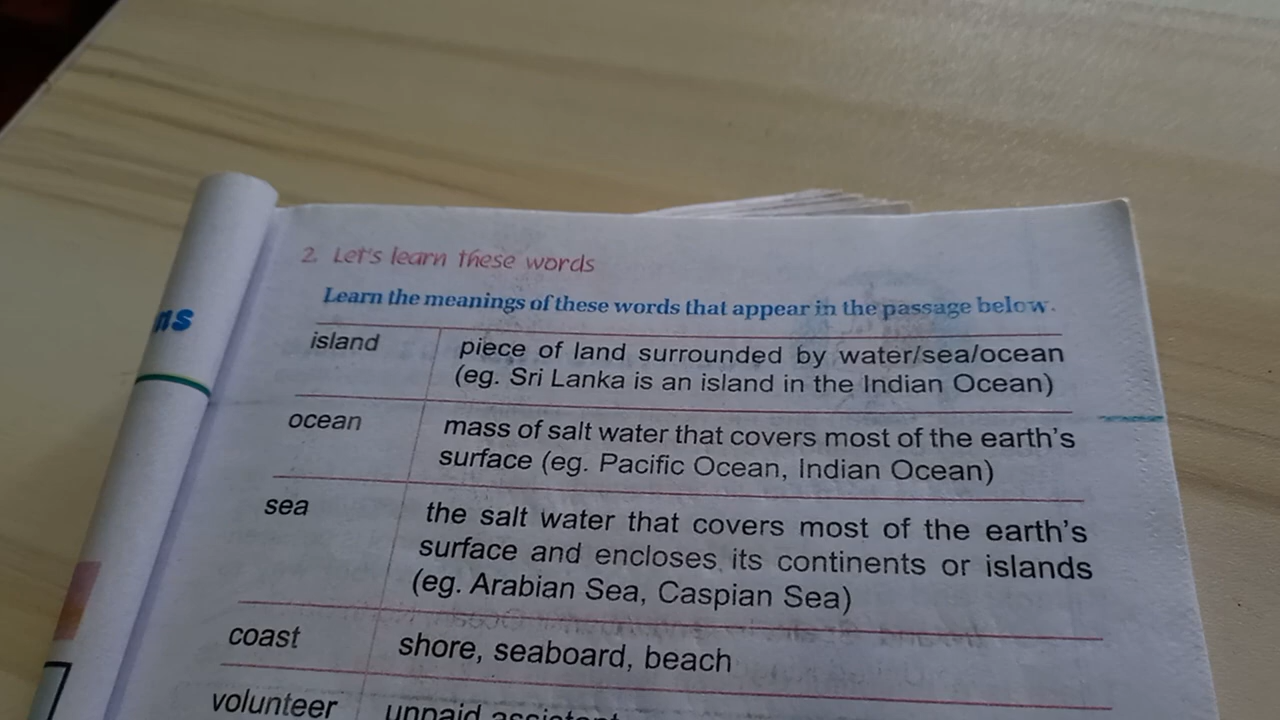 ns
2. Let's learn these words
Learn the meanings of these words that appear in the passage below.
island piece of land surrounded by water/sea/ocean
(eg. Sri Lanka is an island in the Indian Ocean)
ocean mass of salt water that covers most of the earth's
surface (eg. Pacific Ocean, Indian Ocean)
sea the salt water that covers most of the earth's
surface and encloses its continents or islands
(eg. Arabian Sea, Caspian Sea)
coast shore, seaboard, beach
volunteer unpaid assistant